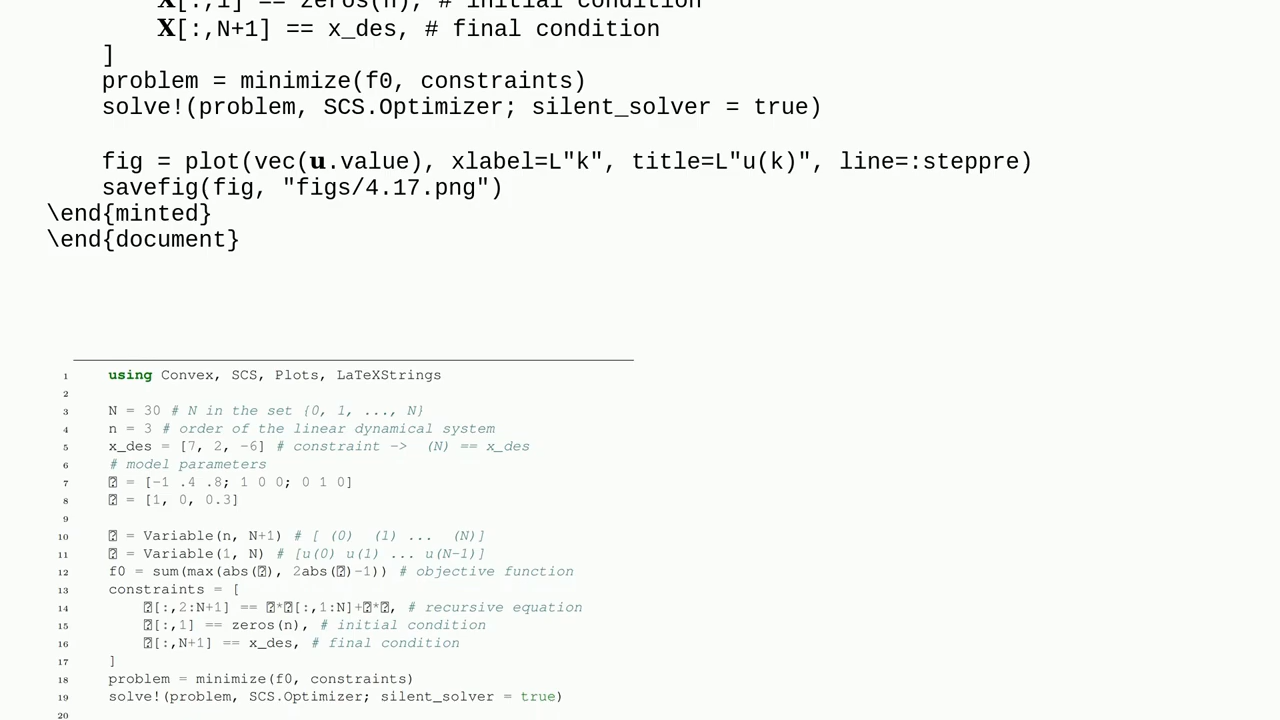 𝐗[:,1] == zeros(n), # initial condition
𝐗[:,N+1] == x_des, # final condition
]
problem = minimize(f0, constraints)
solve!(problem, SCS.Optimizer; silent_solver = true)
fig = plot(vec(𝐮.value), xlabel=L"k", title=L"u(k)", line=:steppre)
savefig(fig, "figs/4.17.png")
\end{minted}
\end{document}
1 using Convex, SCS, Plots, LaTeXStrings
2
3 N = 30 # N in the set {0, 1, ..., N}
4 n = 3 # order of the linear dynamical system
5 x_des = [7, 2, -6] # constraint -> (N) == x_des
6 # model parameters
7 ⍰ = [-1 .4 .8; 1 0 0; 0 1 0]
8 ⍰ = [1, 0, 0.3]
9
10 ⍰ = Variable(n, N+1) # [ (0) (1) ... (N)]
11 ⍰ = Variable(1, N) # [u(0) u(1) ... u(N-1)]
12 f0 = sum(max(abs(⍰), 2abs(⍰)-1)) # objective function
13 constraints = [
14 ⍰[:,2:N+1] == ⍰*⍰[:,1:N]+⍰*⍰, # recursive equation
15 ⍰[:,1] == zeros(n), # initial condition
16 ⍰[:,N+1] == x_des, # final condition
17 ]
18 problem = minimize(f0, constraints)
19 solve!(problem, SCS.Optimizer; silent_solver = true)
20